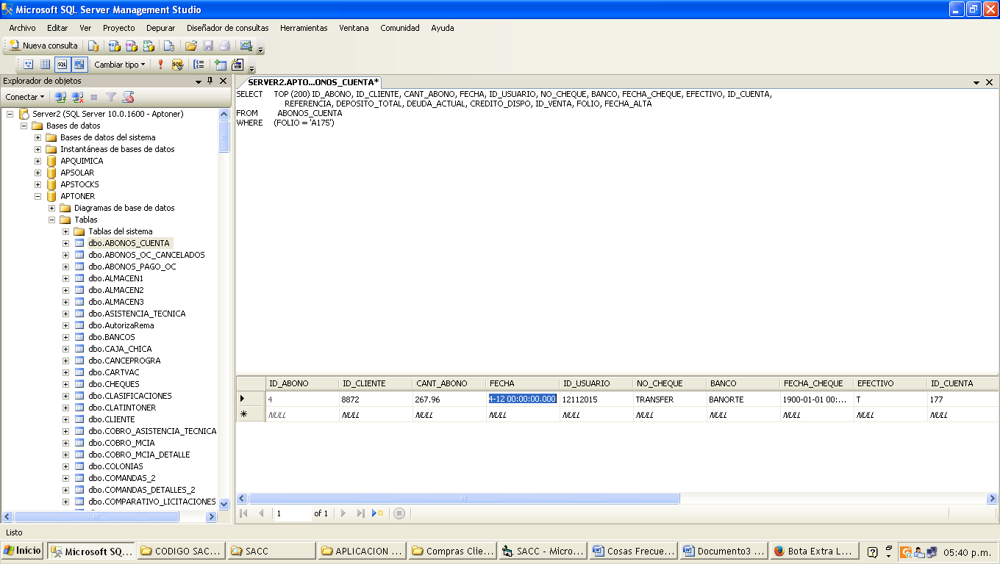 Microsoft SQL Server Management Studio
Archivo Editar Ver Proyecto Depurar Diseñador de consultas Herramientas Ventana Comunidad Ayuda
Nueva consulta
SQL Cambiar tipo
Explorador de objetos
SERVER2.APTO...ONOS_CUENTA*
Conectar
SELECT TOP (200) ID_ABONO, ID_CLIENTE, CANT_ABONO, FECHA, ID_USUARIO, NO_CHEQUE, BANCO, FECHA_CHEQUE, EFECTIVO, ID_CUENTA,
REFERENCIA, DEPOSITO_TOTAL, DEUDA_ACTUAL, CREDITO_DISPO, ID_VENTA, FOLIO, FECHA_ALTA
FROM ABONOS_CUENTA
WHERE (FOLIO = 'A175')
Server2 (SQL Server 10.0.1600 - Aptoner)
Bases de datos
Bases de datos del sistema
Instantáneas de bases de datos
APQUIMICA
APSOLAR
APSTOCKS
APTONER
Diagramas de base de datos
Tablas
Tablas del sistema
dbo.ABONOS_CUENTA
dbo.ABONOS_OC_CANCELADOS
dbo.ABONOS_PAGO_OC
dbo.ALMACEN1
dbo.ALMACEN2
dbo.ALMACEN3
dbo.ASISTENCIA_TECNICA
dbo.AutorizaRema
dbo.BANCOS
dbo.CAJA_CHICA
dbo.CANCEPROGRA
dbo.CARTVAC
dbo.CHEQUES
dbo.CLASIFICACIONES
dbo.CLATINTONER
dbo.CLIENTE
dbo.COBRO_ASISTENCIA_TECNICA
dbo.COBRO_MCIA
dbo.COBRO_MCIA_DETALLE
dbo.COLONIAS
dbo.COMANDAS_2
dbo.COMANDAS_DETALLES_2
dbo.COMPARATIVO_LICITACIONES
ID_ABONO ID_CLIENTE CANT_ABONO FECHA ID_USUARIO NO_CHEQUE BANCO FECHA_CHEQUE EFECTIVO ID_CUENTA
4 8872 267.96 4-12 00:00:00.000 12112015 TRANSFER BANORTE 1900-01-01 00:... T 177
NULL NULL NULL NULL NULL NULL NULL NULL NULL NULL
1 of 1
Listo
Inicio Microsoft SQ... CODIGO SAC... SACC APLICACION ... Compras Clie... SACC - Micro... Cosas Frecue... Documento3 ... Bota Extra L... 05:40 p.m.